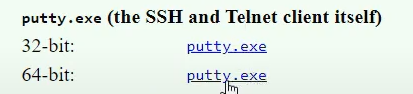 putty.exe (the SSH and Telnet client itself)
32-bit: putty.exe
64-bit: putty.exe